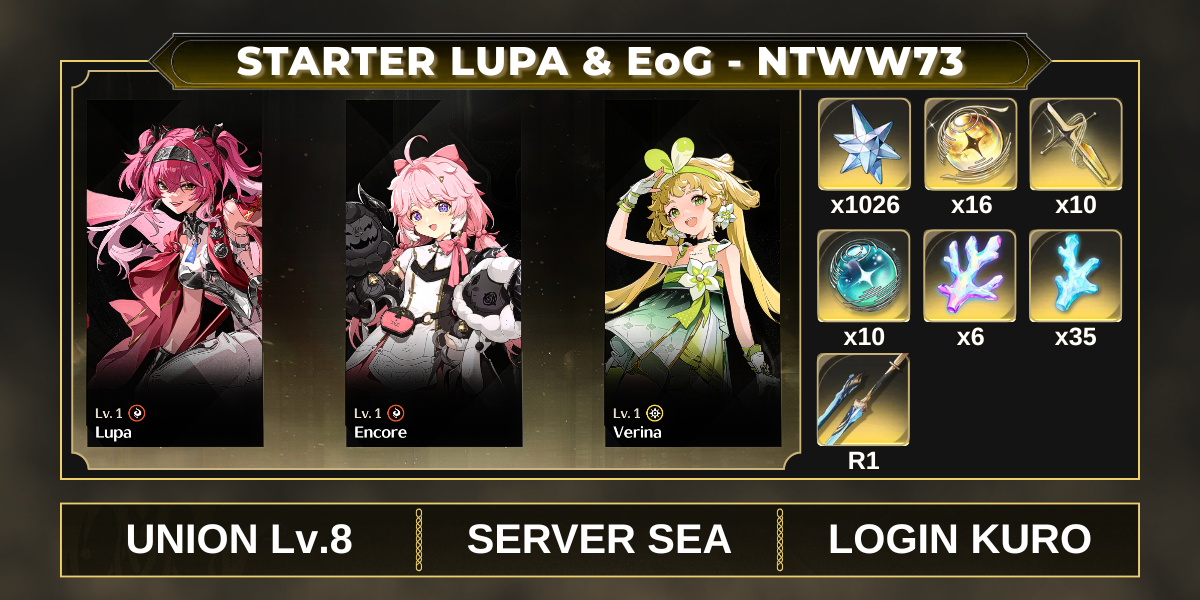 STARTER LUPA & EoG - NTWW73
Lv. 1
Lupa
Lv. 1
Encore
Lv. 1
Verina
x1026
x16
x10
x10
x6
x35
R1
UNION Lv.8
SERVER SEA
LOGIN KURO